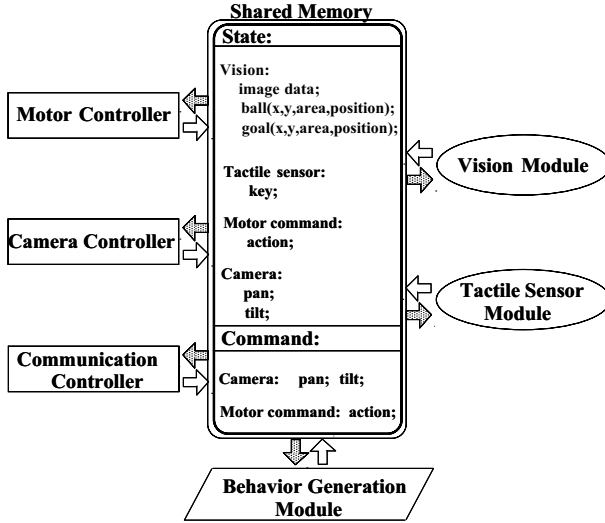 Shared Memory
State:
Vision:
image data;
ball(x,y,area,position);
goal(x,y,area,position);
Tactile sensor:
key;
Motor command:
action;
Camera:
pan;
tilt;
Command:
Camera: pan; tilt;
Motor command: action;
Motor Controller
Camera Controller
Communication
Controller
Vision Module
Tactile Sensor
Module
Behavior Generation
Module